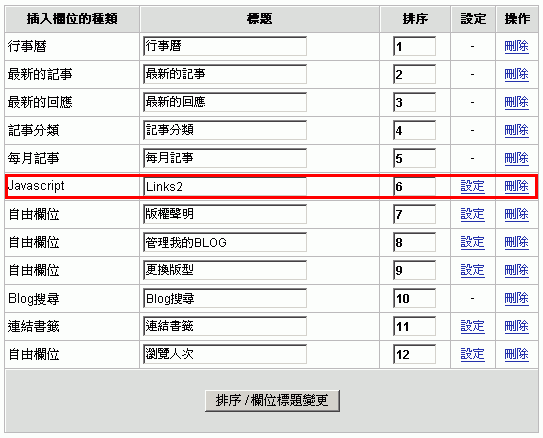 插入欄位的種類 標題 排序 設定 操作
行事曆 行事曆 1 - 刪除
最新的記事 最新的記事 2 - 刪除
最新的回應 最新的回應 3 - 刪除
記事分類 記事分類 4 - 刪除
每月記事 每月記事 5 - 刪除
Javascript Links2 6 設定 刪除
自由欄位 版權聲明 7 設定 刪除
自由欄位 管理我的BLOG 8 設定 刪除
自由欄位 更換版型 9 設定 刪除
Blog搜尋 Blog搜尋 10 - 刪除
連結書籤 連結書籤 11 設定 刪除
自由欄位 瀏覽人次 12 設定 刪除
排序 / 欄位標題變更